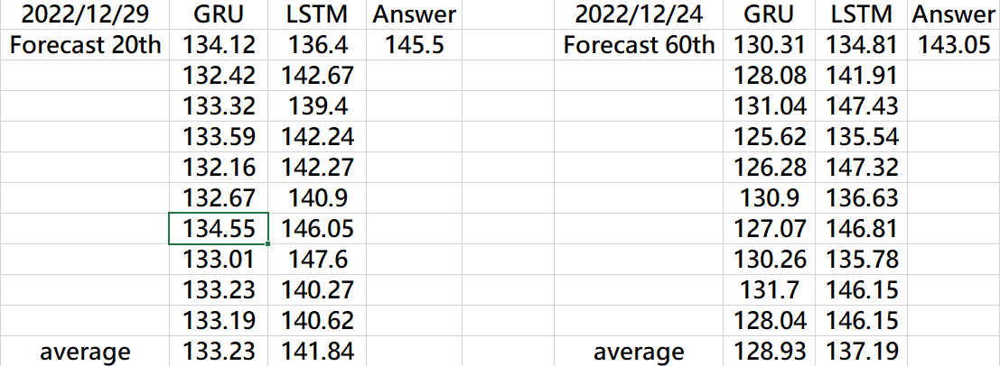 2022/12/29 GRU LSTM Answer 2022/12/24 GRU LSTM Answer
Forecast 20th 134.12 136.4 145.5 Forecast 60th 130.31 134.81 143.05
132.42 142.67 128.08 141.91
133.32 139.4 131.04 147.43
133.59 142.24 125.62 135.54
132.16 142.27 126.28 147.32
132.67 140.9 130.9 136.63
134.55 146.05 127.07 146.81
133.01 147.6 130.26 135.78
133.23 140.27 131.7 146.15
133.19 140.62 128.04 146.15
average 133.23 141.84 average 128.93 137.19